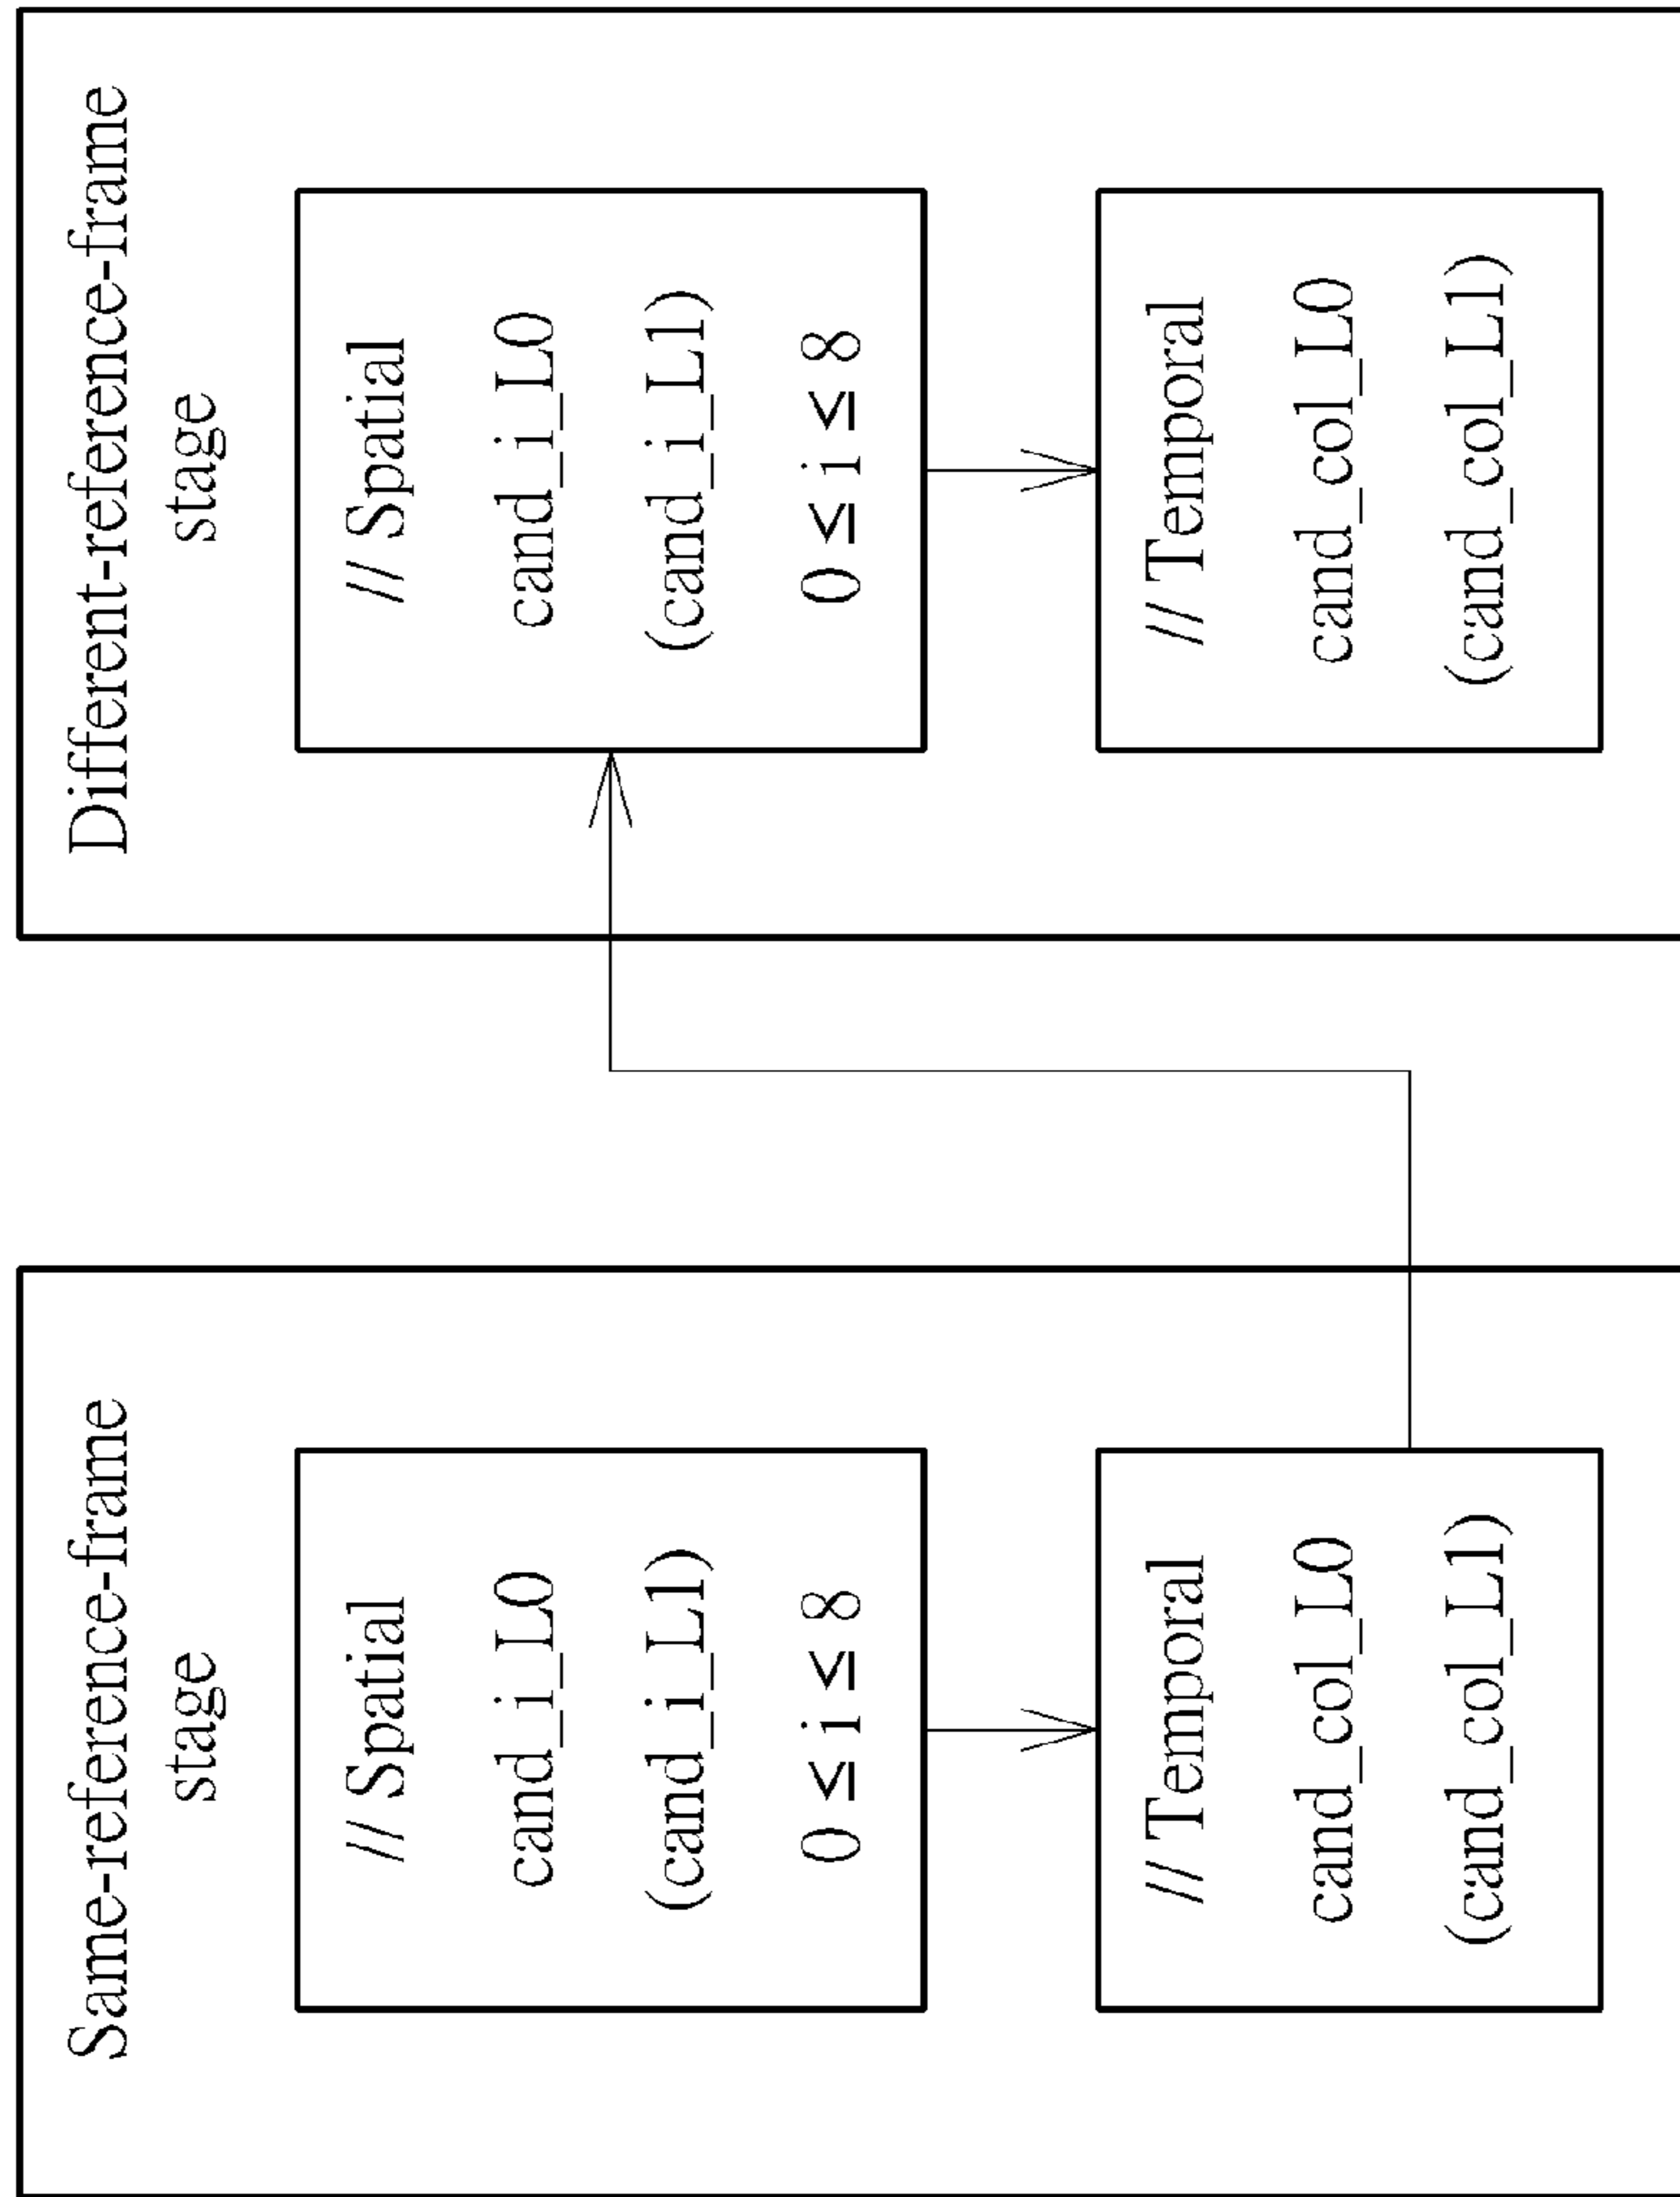 Same-reference-frame
stage
// Spatial
cand_i_L0
(cand_i_L1)
0 ≤ i ≤ 8
// Temporal
cand_col_L0
(cand_col_L1)
Different-reference-frame
stage
// Spatial
cand_i_L0
(cand_i_L1)
0 ≤ i ≤ 8
// Temporal
cand_col_L0
(cand_col_L1)